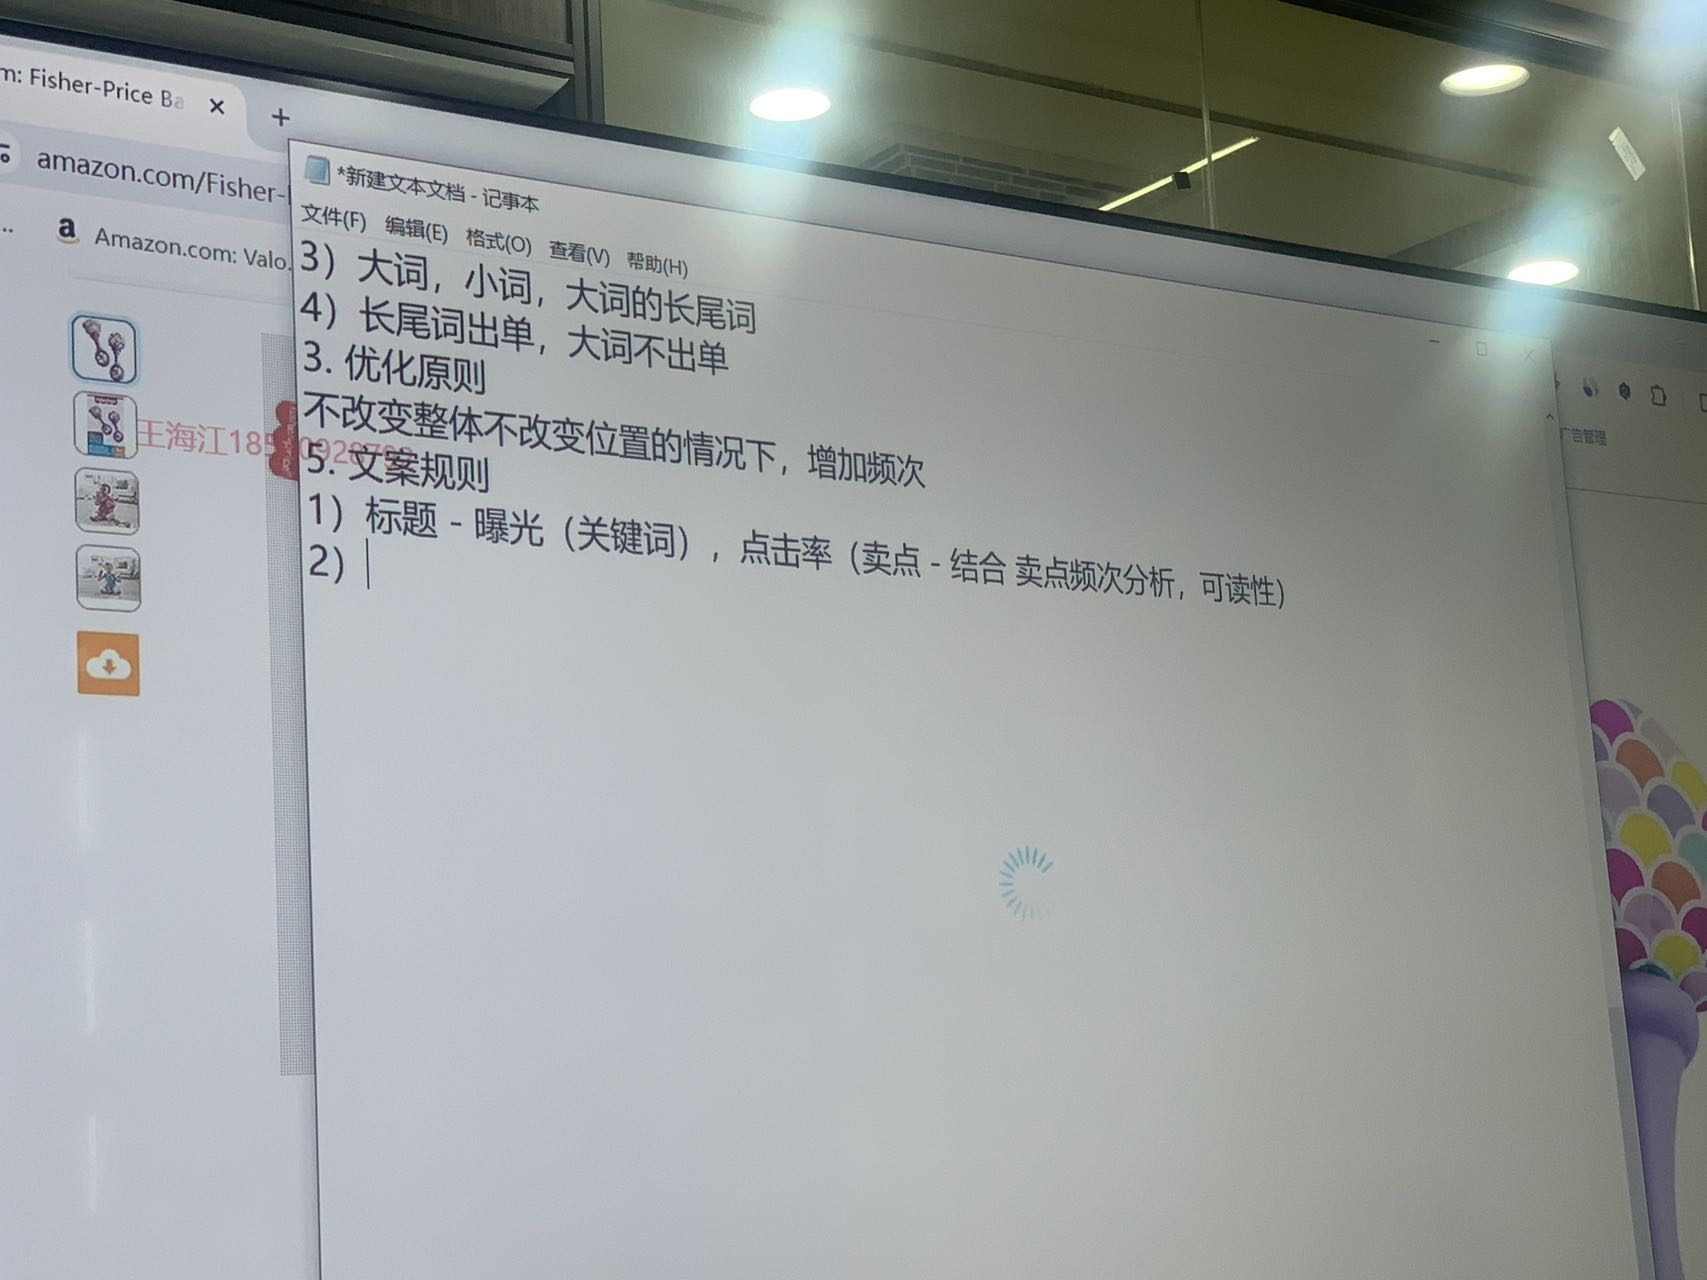 m: Fisher-Price Ba
amazon.com/Fisher-
Amazon.com: Valo...
*新建文本文档 - 记事本
文件(F) 编辑(E) 格式(O) 查看(V) 帮助(H)
3）大词，小词，大词的长尾词
4）长尾词出单，大词不出单
3. 优化原则
不改变整体不改变位置的情况下，增加频次
5. 文案规则
1）标题 - 曝光（关键词），点击率（卖点 - 结合 卖点频次分析，可读性）
2）
王海江
广告管理